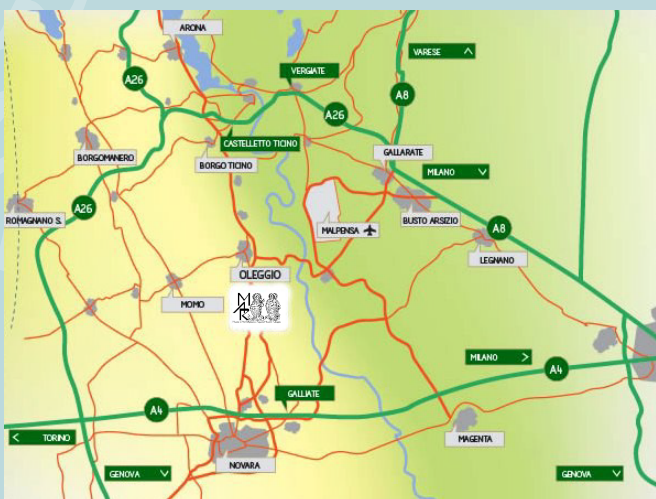 ARONA
VARESE
A26
VERGIATE
A8
A26
CASTELLETTO TICINO
GALLARATE
BORGOMANERO
BORGO TICINO
MILANO
A26
ROMAGNANO S.
BUSTO ARSIZIO
MALPENSA
A8
LEGNANO
OLEGGIO
MOMO
MAR
MILANO
A4
GALLIATE
A4
TORINO
MAGENTA
NOVARA
GENOVA
GENOVA